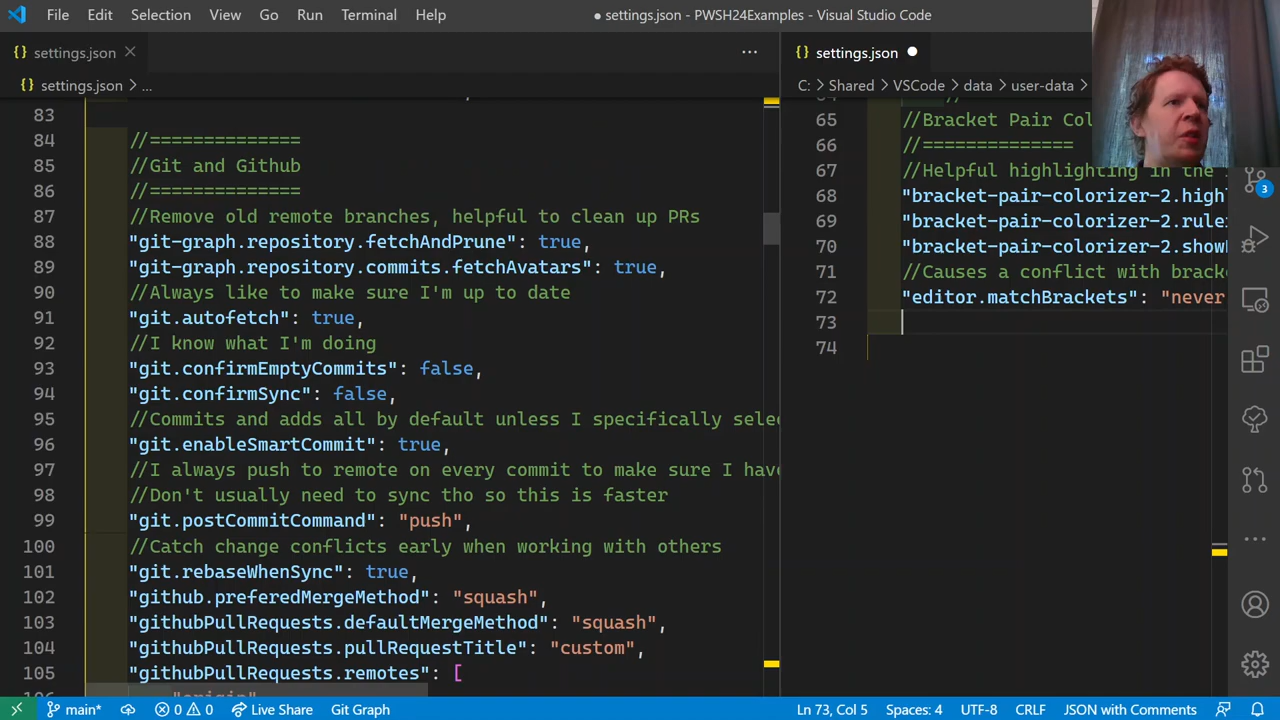 File Edit Selection View Go Run Terminal Help
● settings.json - PWSH24Examples - Visual Studio Code
{} settings.json × ···
{} settings.json > ...
83
84 //==============
85 //Git and Github
86 //==============
87 //Remove old remote branches, helpful to clean up PRs
88 "git-graph.repository.fetchAndPrune": true,
89 "git-graph.repository.commits.fetchAvatars": true,
90 //Always like to make sure I'm up to date
91 "git.autofetch": true,
92 //I know what I'm doing
93 "git.confirmEmptyCommits": false,
94 "git.confirmSync": false,
95 //Commits and adds all by default unless I specifically sele
96 "git.enableSmartCommit": true,
97 //I always push to remote on every commit to make sure I hav
98 //Don't usually need to sync tho so this is faster
99 "git.postCommitCommand": "push",
100 //Catch change conflicts early when working with others
101 "git.rebaseWhenSync": true,
102 "github.preferedMergeMethod": "squash",
103 "githubPullRequests.defaultMergeMethod": "squash",
104 "githubPullRequests.pullRequestTitle": "custom",
105 "githubPullRequests.remotes": [
106 "origin"
{} settings.json ●
C: > Shared > VSCode > data > user-data >
64 //
65 //Bracket Pair Col
66 //==============
67 //Helpful highlighting in the
68 "bracket-pair-colorizer-2.high
69 "bracket-pair-colorizer-2.rule
70 "bracket-pair-colorizer-2.show
71 //Causes a conflict with brack
72 "editor.matchBrackets": "never
73
74
3
main* 0 0 Live Share Git Graph Ln 73, Col 5 Spaces: 4 UTF-8 CRLF JSON with Comments